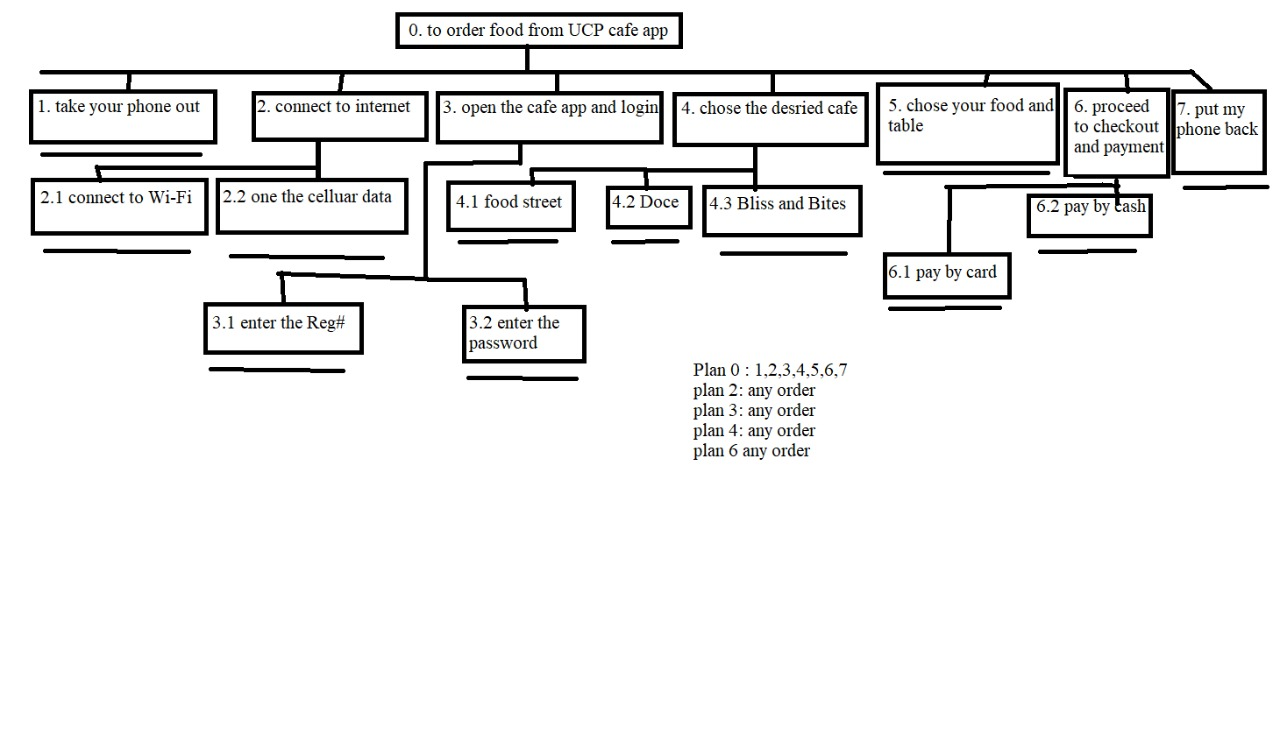 0. to order food from UCP cafe app
1. take your phone out
2. connect to internet
3. open the cafe app and login
4. chose the desried cafe
5. chose your food and
table
6. proceed
to checkout
and payment
7. put my
phone back
2.1 connect to Wi-Fi
2.2 one the celluar data
4.1 food street
4.2 Doce
4.3 Bliss and Bites
6.2 pay by cash
6.1 pay by card
3.1 enter the Reg#
3.2 enter the
password
Plan 0 : 1,2,3,4,5,6,7
plan 2: any order
plan 3: any order
plan 4: any order
plan 6 any order